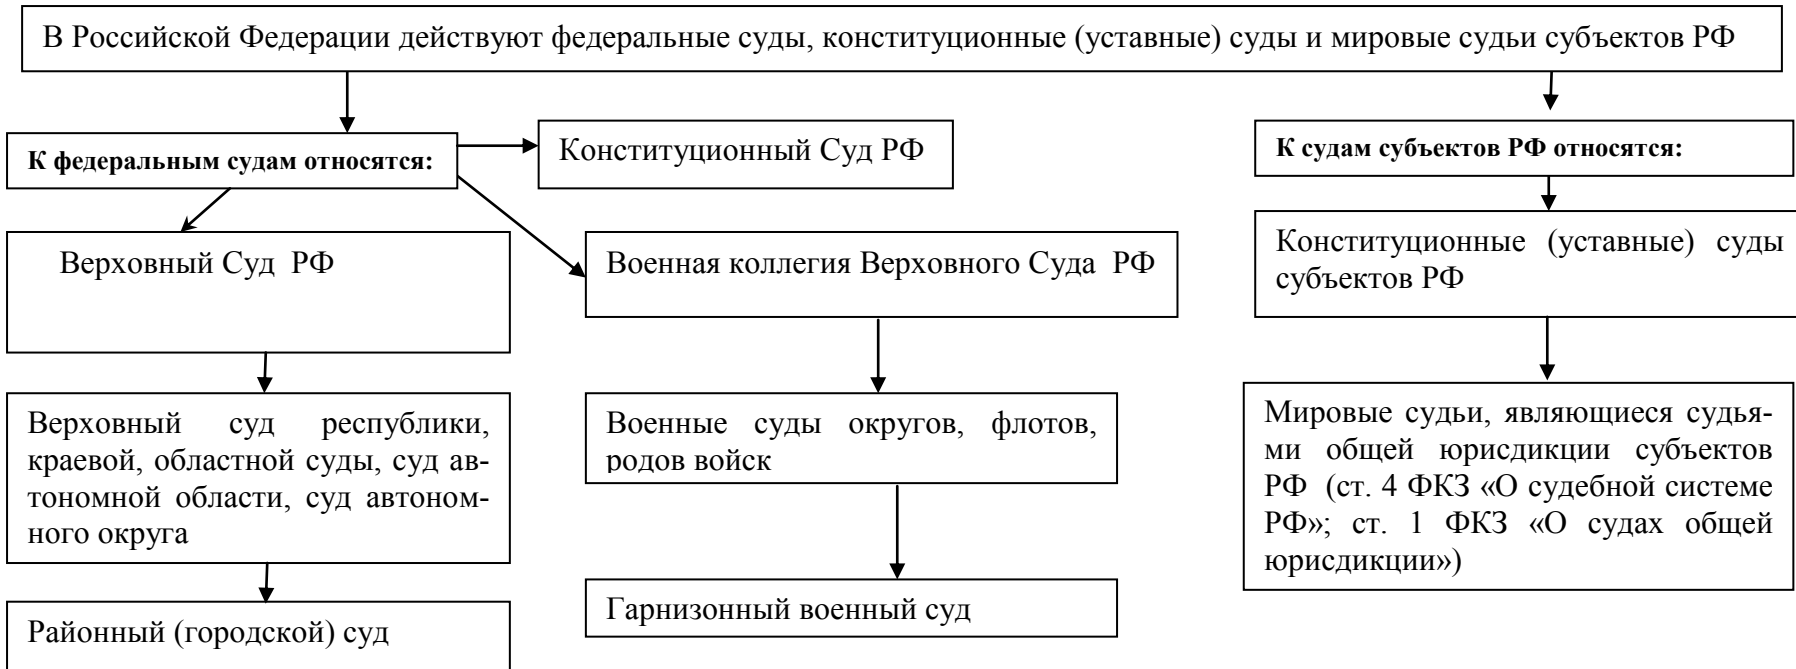 В Российской Федерации действуют федеральные суды, конституционные (уставные) суды и мировые судьи субъектов РФ
К федеральным судам относятся:
Конституционный Суд РФ
К судам субъектов РФ относятся:
Верховный Суд РФ
Военная коллегия Верховного Суда РФ
Конституционные (уставные) суды
субъектов РФ
Верховный суд республики,
краевой, областной суды, суд ав-
тономной области, суд автоном-
ного округа
Военные суды округов, флотов,
родов войск
Мировые судьи, являющиеся судья-
ми общей юрисдикции субъектов
РФ (ст. 4 ФКЗ «О судебной системе
РФ»; ст. 1 ФКЗ «О судах общей
юрисдикции»)
Районный (городской) суд
Гарнизонный военный суд